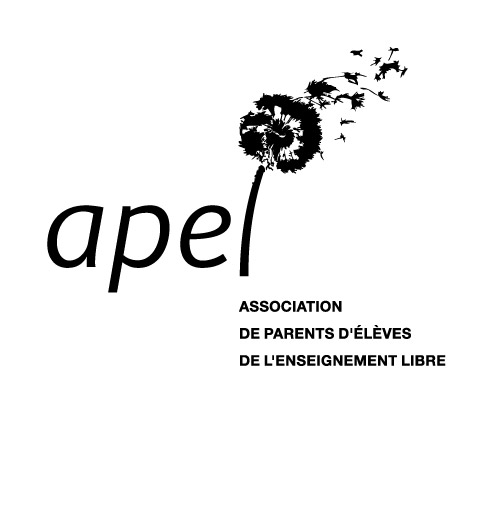 apel
ASSOCIATION
DE PARENTS D'ÉLÈVES
DE L'ENSEIGNEMENT LIBRE